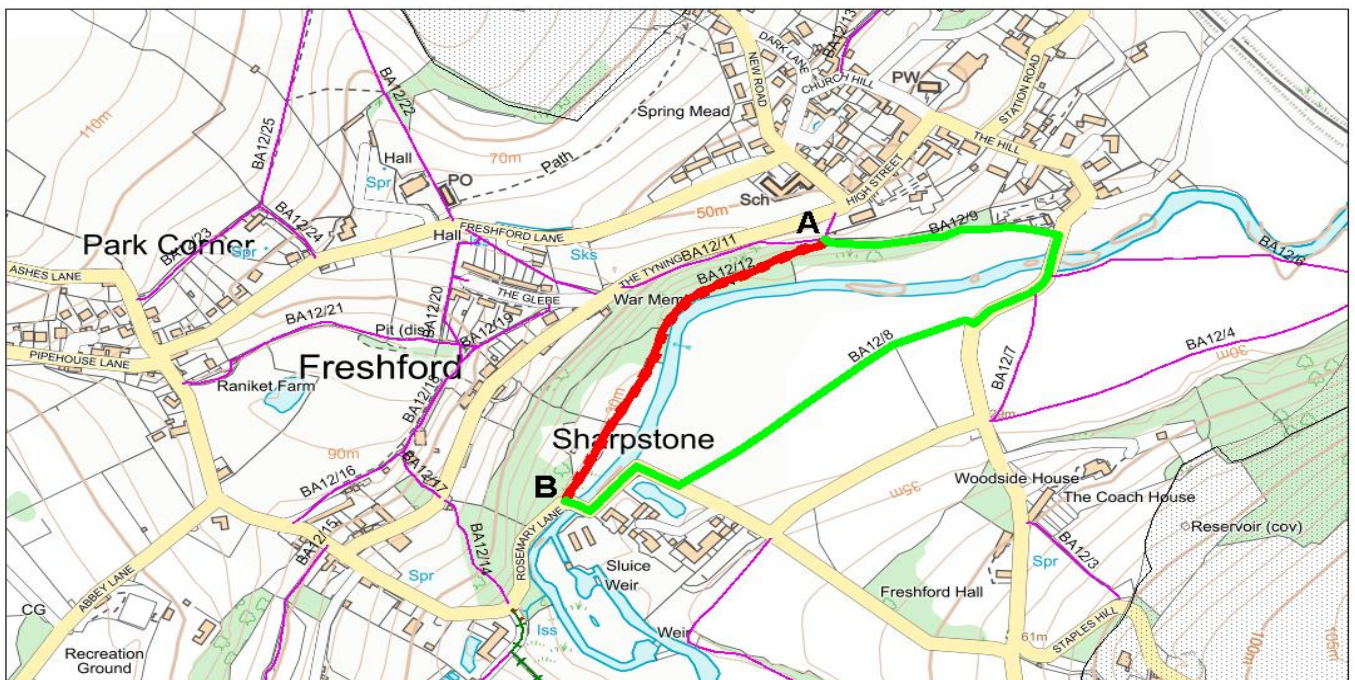 BA12/13
DARK LANE
CHURCH HILL
PW
NEW ROAD
STATION ROAD
THE HILL
Spring Mead
BA12/22
BA12/25
110m
70m
Path
Hall
Spr
PO
50m
Sch
HIGH STREET
A
BA12/9
BA12/6
BA12/24
BA12/23
Park Corner
Spr
FRESHFORD LANE
Hall
Sks
THE TYNING
BA12/11
BA12/12
ASHES LANE
THE GLEBE
BA12/20
BA12/19
BA12/21
Pit (dis)
PIPEHOUSE LANE
Freshford
Raniket Farm
BA12/8
BA12/7
BA12/4
30m
30m
90m
Sharpstone
B
BA12/16
BA12/17
BA12/15
BA12/14
ROSEMARY LANE
35m
Woodside House
The Coach House
Reservoir (cov)
BA12/3
Spr
Spr
Sluice
Weir
Weir
Freshford Hall
61m
STAPLES HILL
100m
ABBEY LANE
CG
Recreation
Ground
Iss